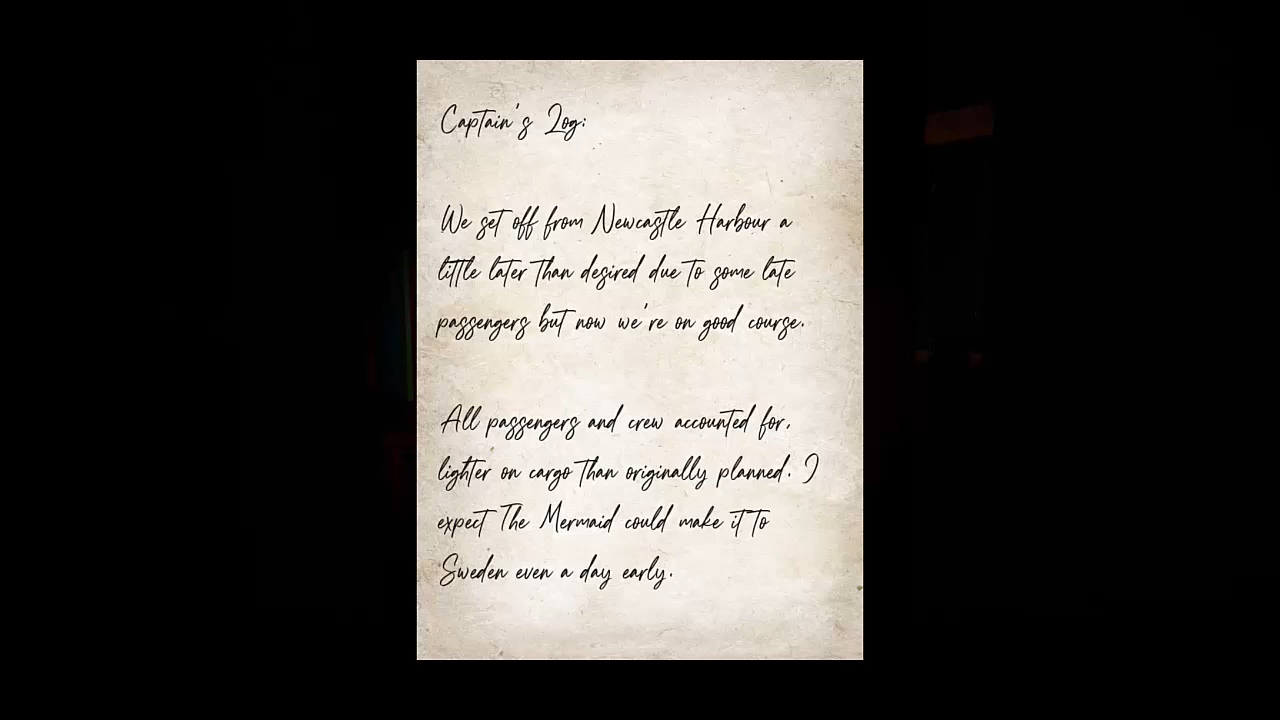 Captain's Log:
We set off from Newcastle Harbour a
little later than desired due to some late
passengers but now we're on good course.
All passengers and crew accounted for,
lighter on cargo than originally planned. I
expect The Mermaid could make it to
Sweden even a day early.